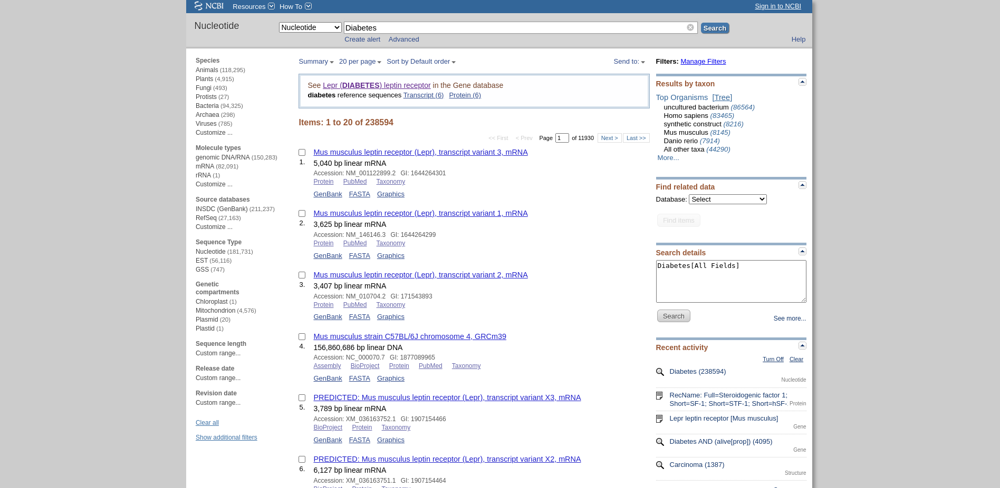 NCBI Resources How To Sign in to NCBI
Nucleotide Nucleotide Diabetes Search
Create alert Advanced Help
Species
Animals (118,295)
Plants (4,915)
Fungi (493)
Protists (27)
Bacteria (94,325)
Archaea (298)
Viruses (785)
Customize ...
Molecule types
genomic DNA/RNA (150,283)
mRNA (82,091)
rRNA (1)
Customize ...
Source databases
INSDC (GenBank) (211,237)
RefSeq (27,163)
Customize ...
Sequence Type
Nucleotide (181,731)
EST (56,116)
GSS (747)
Genetic
compartments
Chloroplast (1)
Mitochondrion (4,576)
Plasmid (20)
Plastid (1)
Sequence length
Custom range...
Release date
Custom range...
Revision date
Custom range...
Clear all
Show additional filters
Summary 20 per page Sort by Default order Send to:
See Lepr (DIABETES) leptin receptor in the Gene database
diabetes reference sequences Transcript (6) Protein (6)
Items: 1 to 20 of 238594
<< First < Prev Page 1 of 11930 Next > Last >>
Mus musculus leptin receptor (Lepr), transcript variant 3, mRNA
1. 5,040 bp linear mRNA
Accession: NM_001122899.2 GI: 1644264301
Protein PubMed Taxonomy
GenBank FASTA Graphics
Mus musculus leptin receptor (Lepr), transcript variant 1, mRNA
2. 3,625 bp linear mRNA
Accession: NM_146146.3 GI: 1644264299
Protein PubMed Taxonomy
GenBank FASTA Graphics
Mus musculus leptin receptor (Lepr), transcript variant 2, mRNA
3. 3,407 bp linear mRNA
Accession: NM_010704.2 GI: 171543893
Protein PubMed Taxonomy
GenBank FASTA Graphics
Mus musculus strain C57BL/6J chromosome 4, GRCm39
4. 156,860,686 bp linear DNA
Accession: NC_000070.7 GI: 1877089965
Assembly BioProject Protein PubMed Taxonomy
GenBank FASTA Graphics
PREDICTED: Mus musculus leptin receptor (Lepr), transcript variant X3, mRNA
5. 3,789 bp linear mRNA
Accession: XM_036163752.1 GI: 1907154466
BioProject Protein Taxonomy
GenBank FASTA Graphics
PREDICTED: Mus musculus leptin receptor (Lepr), transcript variant X2, mRNA
6. 6,127 bp linear mRNA
Accession: XM_036163751.1 GI: 1907154464
BioProject Protein Taxonomy
Filters: Manage Filters
Results by taxon
Top Organisms [Tree]
uncultured bacterium (86564)
Homo sapiens (83465)
synthetic construct (8216)
Mus musculus (8145)
Danio rerio (7914)
All other taxa (44290)
More...
Find related data
Database: Select
Find items
Search details
Diabetes[All Fields]
Search See more...
Recent activity
Turn Off Clear
Diabetes (238594)
Nucleotide
RecName: Full=Steroidogenic factor 1;
Short=SF-1; Short=STF-1; Short=hSF- Protein
Lepr leptin receptor [Mus musculus]
Gene
Diabetes AND (alive[prop]) (4095)
Gene
Carcinoma (1387)
Structure